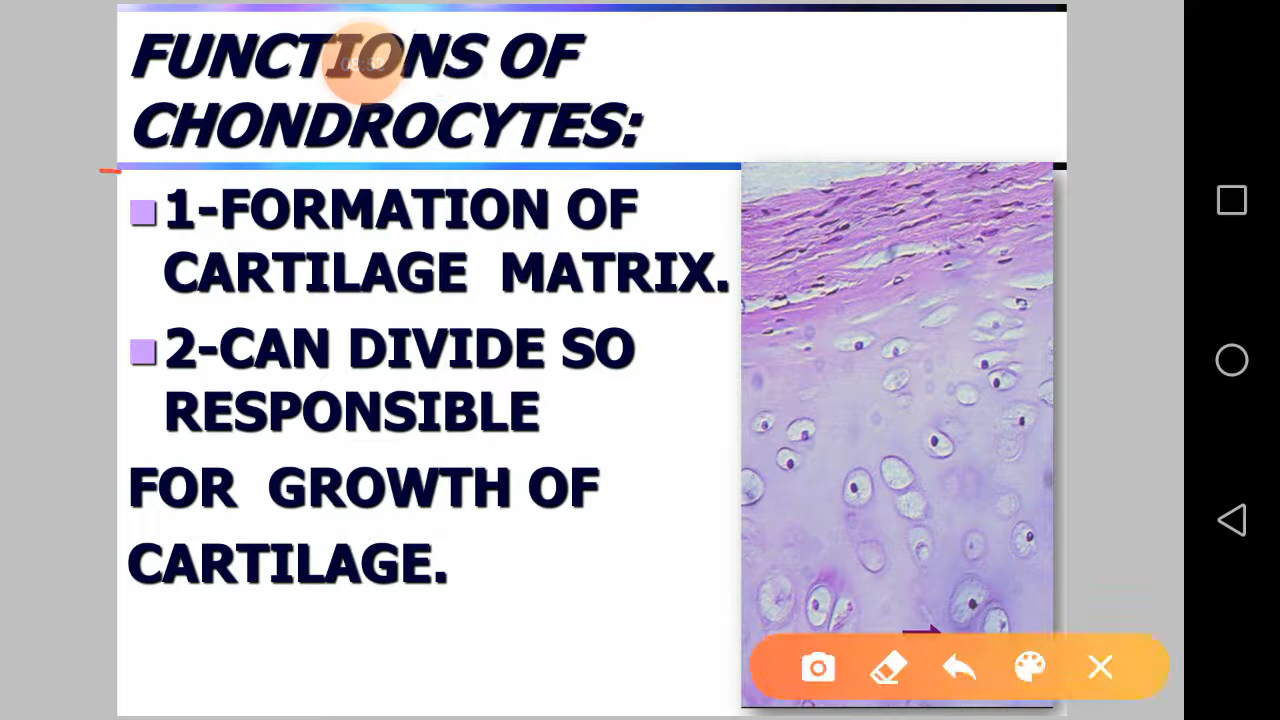 FUNCTIONS OF
CHONDROCYTES:
1-FORMATION OF
CARTILAGE MATRIX.
2-CAN DIVIDE SO
RESPONSIBLE
FOR GROWTH OF
CARTILAGE.